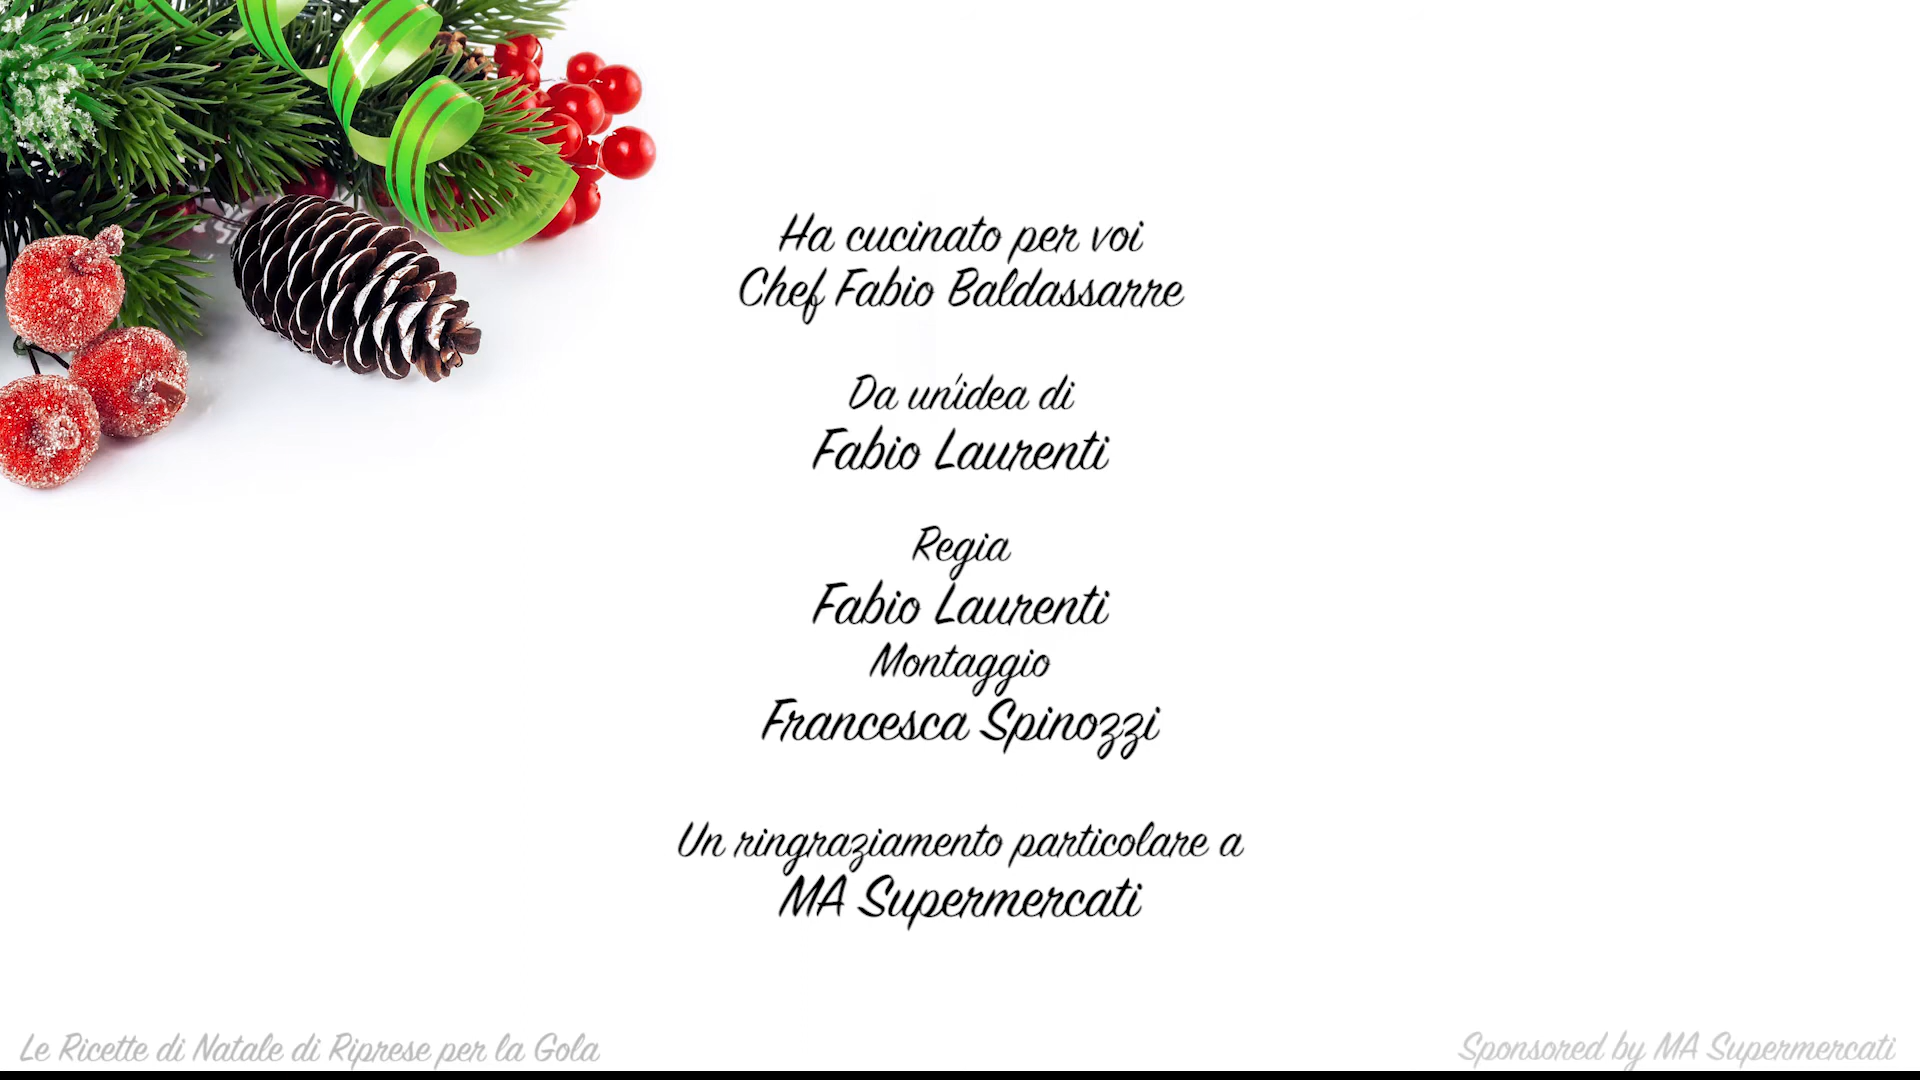 Ha cucinato per voi
Chef Fabio Baldassarre
Da un'idea di
Fabio Laurenti
Regia
Fabio Laurenti
Montaggio
Francesca Spinozzi
Un ringraziamento particolare a
MA Supermercati
Le Ricette di Natale di Riprese per la Gola
Sponsored by MA Supermercati